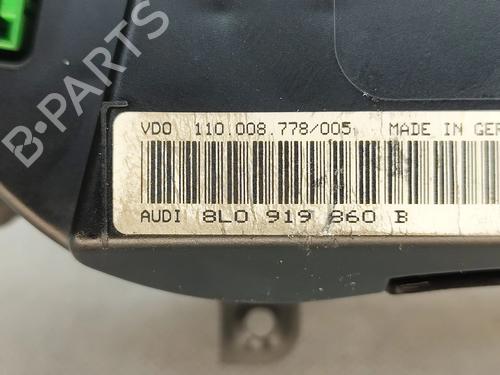 VDO 110.008.778/005 MADE IN GER
AUDI 8L0 919 860 B
B-PARTS